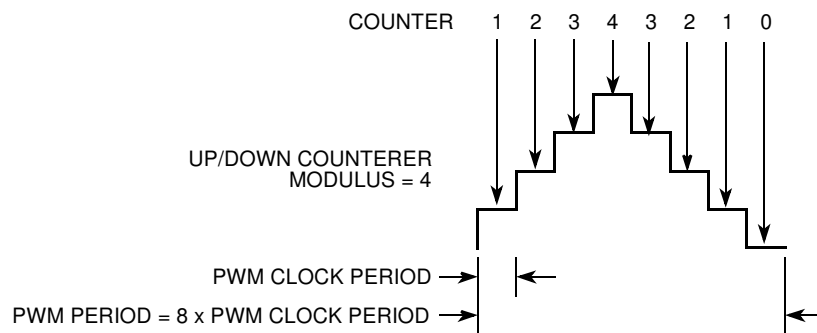 COUNTER 1 2 3 4 3 2 1 0
UP/DOWN COUNTERER
MODULUS = 4
PWM CLOCK PERIOD
PWM PERIOD = 8 x PWM CLOCK PERIOD